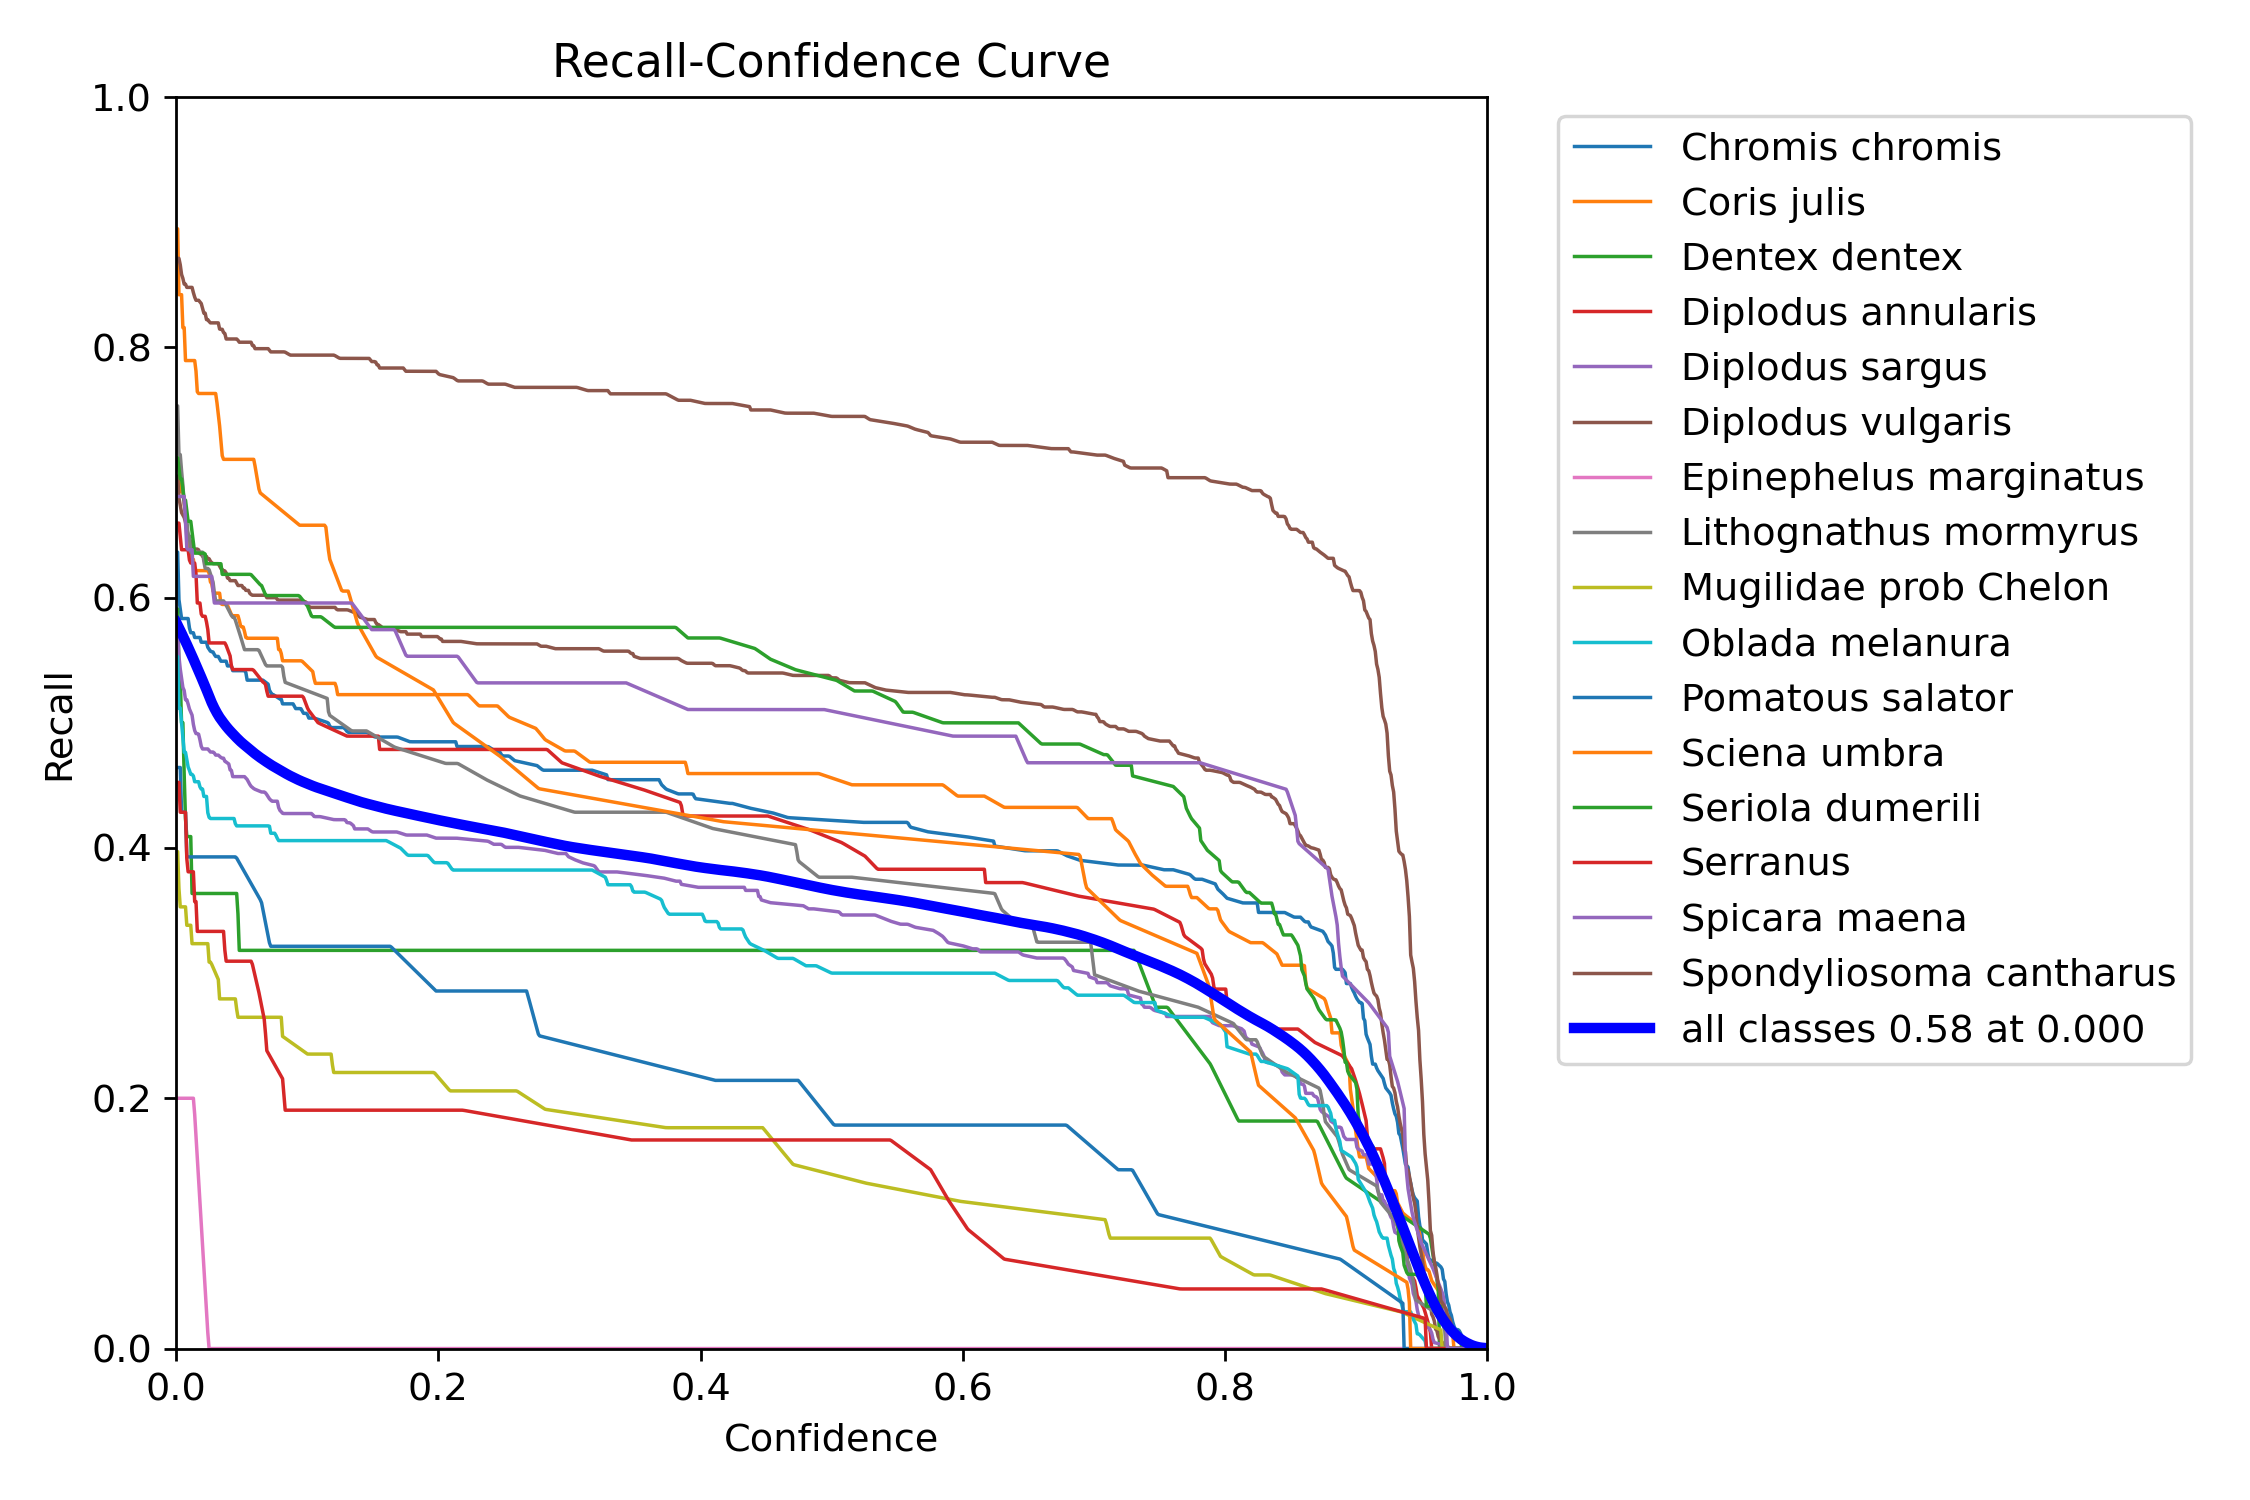 Recall-Confidence Curve
1.0
0.8
0.6
0.4
0.2
0.0
Recall
0.0 0.2 0.4 0.6 0.8 1.0
Confidence
Chromis chromis
Coris julis
Dentex dentex
Diplodus annularis
Diplodus sargus
Diplodus vulgaris
Epinephelus marginatus
Lithognathus mormyrus
Mugilidae prob Chelon
Oblada melanura
Pomatous salator
Sciena umbra
Seriola dumerili
Serranus
Spicara maena
Spondyliosoma cantharus
all classes 0.58 at 0.000